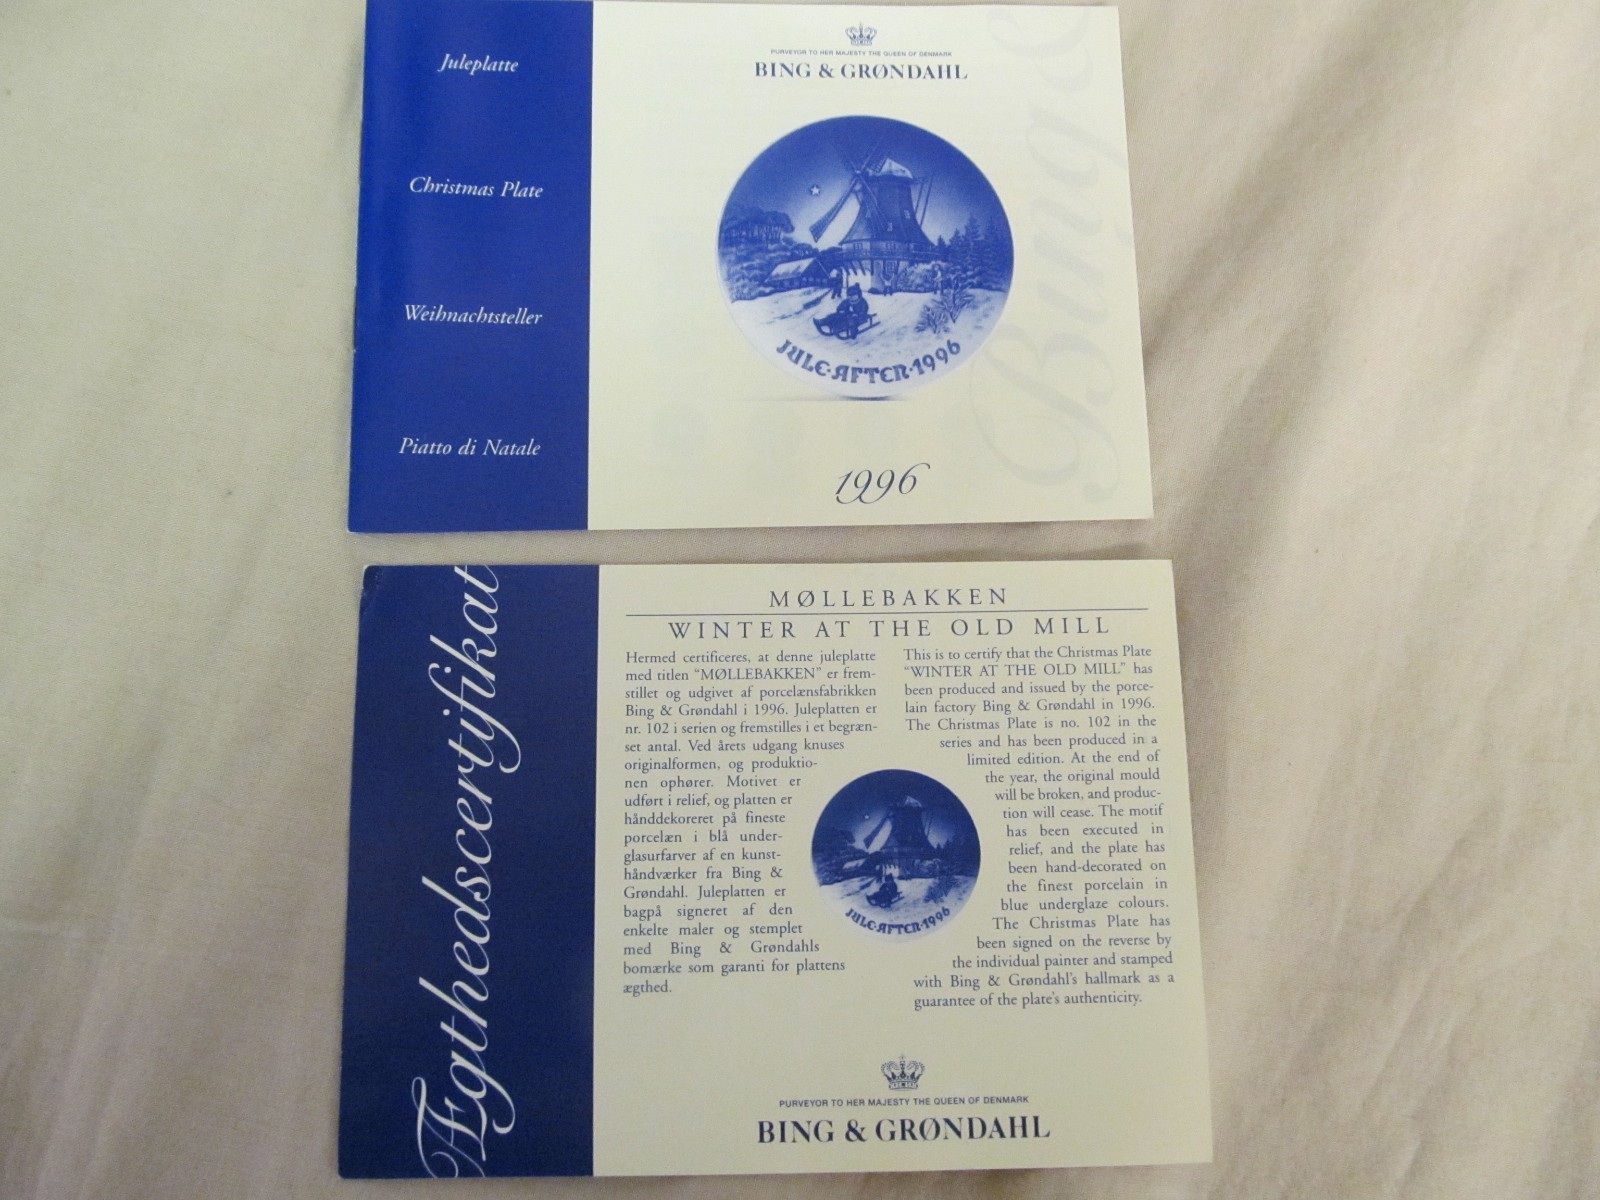 Juleplatte
Christmas Plate
Weihnachtsteller
Piatto di Natale
PURVEYOR TO HER MAJESTY THE QUEEN OF DENMARK
BING & GRØNDAHL
JULE·AFTEN·1996
1996
Bing &
Ægthedscertifikat
MØLLEBAKKEN
WINTER AT THE OLD MILL
Hermed certificeres, at denne juleplatte
med titlen “MØLLEBAKKEN” er frem-
stillet og udgivet af porcelænsfabrikken
Bing & Grøndahl i 1996. Juleplatten er
nr. 102 i serien og fremstilles i et begræn-
set antal. Ved årets udgang knuses
originalformen, og produktio-
nen ophører. Motivet er
udført i relief, og platten er
hånddekoreret på fineste
porcelæn i blå under-
glasurfarver af en kunst-
håndværker fra Bing &
Grøndahl. Juleplatten er
bagpå signeret af den
enkelte maler og stemplet
med Bing & Grøndahls
bomærke som garanti for plattens
ægthed.
This is to certify that the Christmas Plate
“WINTER AT THE OLD MILL” has
been produced and issued by the porce-
lain factory Bing & Grøndahl in 1996.
The Christmas Plate is no. 102 in the
series and has been produced in a
limited edition. At the end of
the year, the original mould
will be broken, and produc-
tion will cease. The motif
has been executed in
relief, and the plate has
been hand-decorated on
the finest porcelain in
blue underglaze colours.
The Christmas Plate has
been signed on the reverse by
the individual painter and stamped
with Bing & Grøndahl's hallmark as a
guarantee of the plate's authenticity.
JULE·AFTEN·1996
PURVEYOR TO HER MAJESTY THE QUEEN OF DENMARK
BING & GRØNDAHL